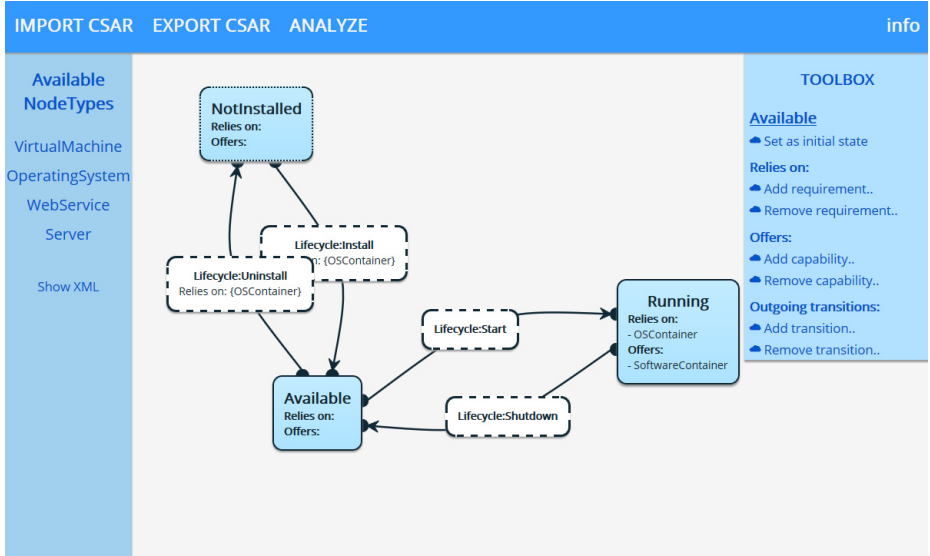 IMPORT CSAR EXPORT CSAR ANALYZE info
Available
NodeTypes
VirtualMachine
OperatingSystem
WebService
Server
Show XML
NotInstalled
Relies on:
Offers:
Lifecycle:Install
n: {OSContainer}
Lifecycle:Uninstall
Relies on: {OSContainer}
Available
Relies on:
Offers:
Lifecycle:Start
Lifecycle:Shutdown
Running
Relies on:
- OSContainer
Offers:
- SoftwareContainer
TOOLBOX
Available
Set as initial state
Relies on:
Add requirement..
Remove requirement..
Offers:
Add capability..
Remove capability..
Outgoing transitions:
Add transition..
Remove transition..